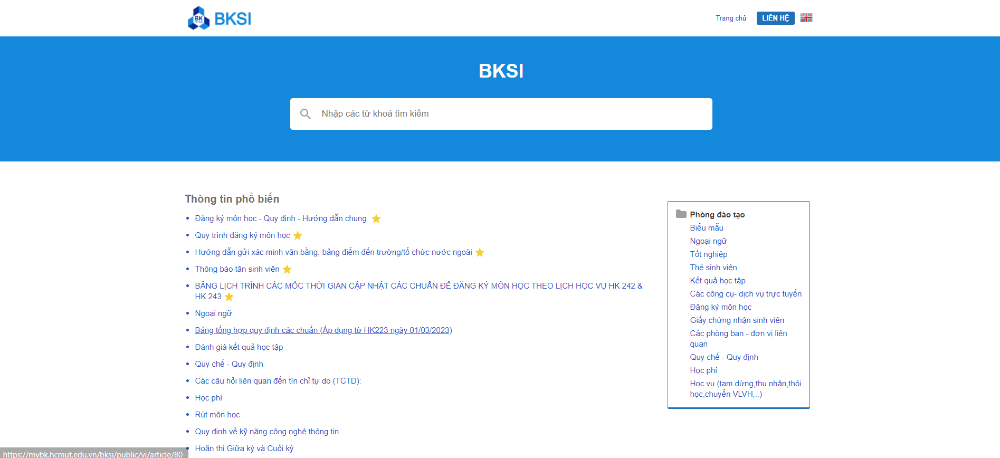 BK
TP.HCM
BKSI
Trang chủ
LIÊN HỆ
BKSI
Nhập các từ khoá tìm kiếm
Thông tin phổ biến
Đăng ký môn học - Quy định - Hướng dẫn chung
Quy trình đăng ký môn học
Hướng dẫn gửi xác minh văn bằng, bảng điểm đến trường/tổ chức nước ngoài
Thông báo tân sinh viên
BẢNG LỊCH TRÌNH CÁC MỐC THỜI GIAN CẬP NHẬT CÁC CHUẨN ĐỂ ĐĂNG KÝ MÔN HỌC THEO LỊCH HỌC VỤ HK 242 &
HK 243
Ngoại ngữ
Bảng tổng hợp quy định các chuẩn (Áp dụng từ HK223 ngày 01/03/2023)
Đánh giá kết quả học tập
Quy chế - Quy định
Các câu hỏi liên quan đến tín chỉ tự do (TCTD):
Học phí
Rút môn học
Quy định về kỹ năng công nghệ thông tin
Hoãn thi Giữa kỳ và Cuối kỳ
Phòng đào tạo
Biểu mẫu
Ngoại ngữ
Tốt nghiệp
Thẻ sinh viên
Kết quả học tập
Các công cụ- dịch vụ trực tuyến
Đăng ký môn học
Giấy chứng nhận sinh viên
Các phòng ban - đơn vị liên
quan
Quy chế - Quy định
Học phí
Học vụ (tạm dừng,thu nhận,thôi
học,chuyển VLVH,..)
https://mybk.hcmut.edu.vn/bksi/public/vi/article/80